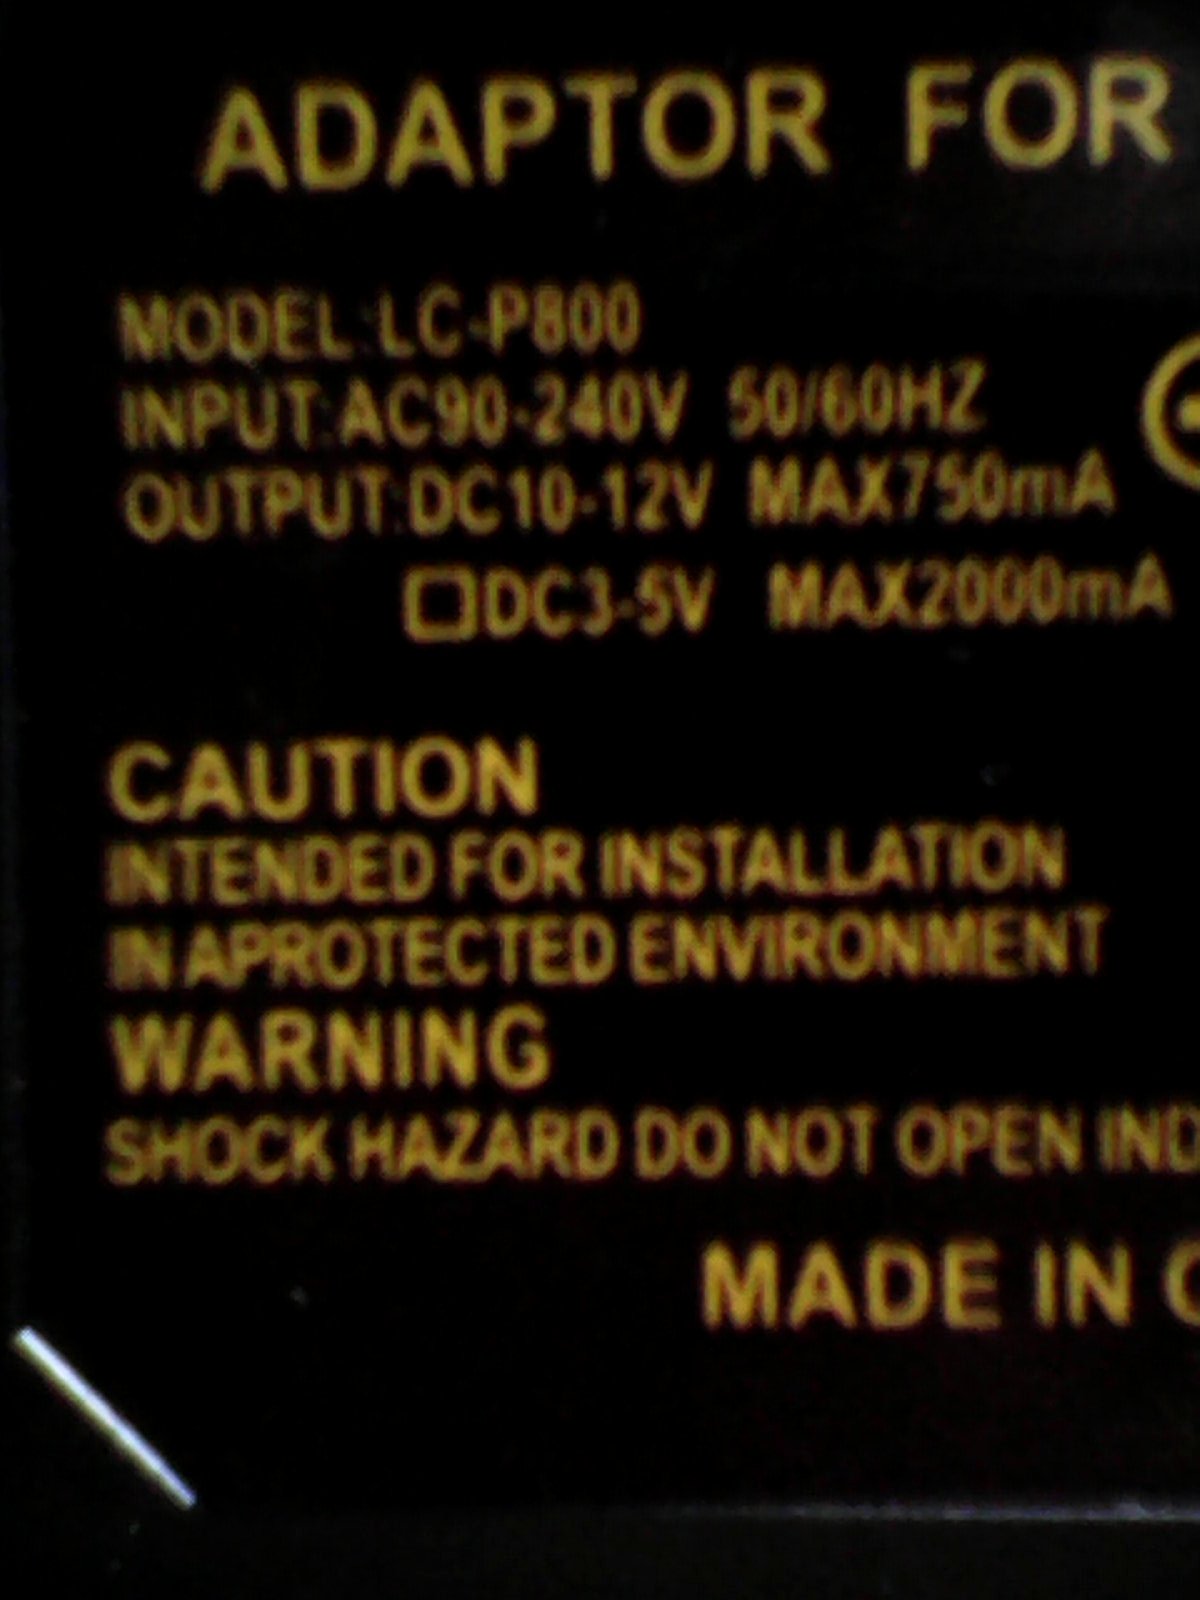 ADAPTOR FOR
MODEL:LC-P800
INPUT:AC90-240V 50/60HZ
OUTPUT:DC10-12V MAX750mA
□DC3-5V MAX2000mA
CAUTION
INTENDED FOR INSTALLATION
IN APROTECTED ENVIRONMENT
WARNING
SHOCK HAZARD DO NOT OPEN IND
MADE IN C